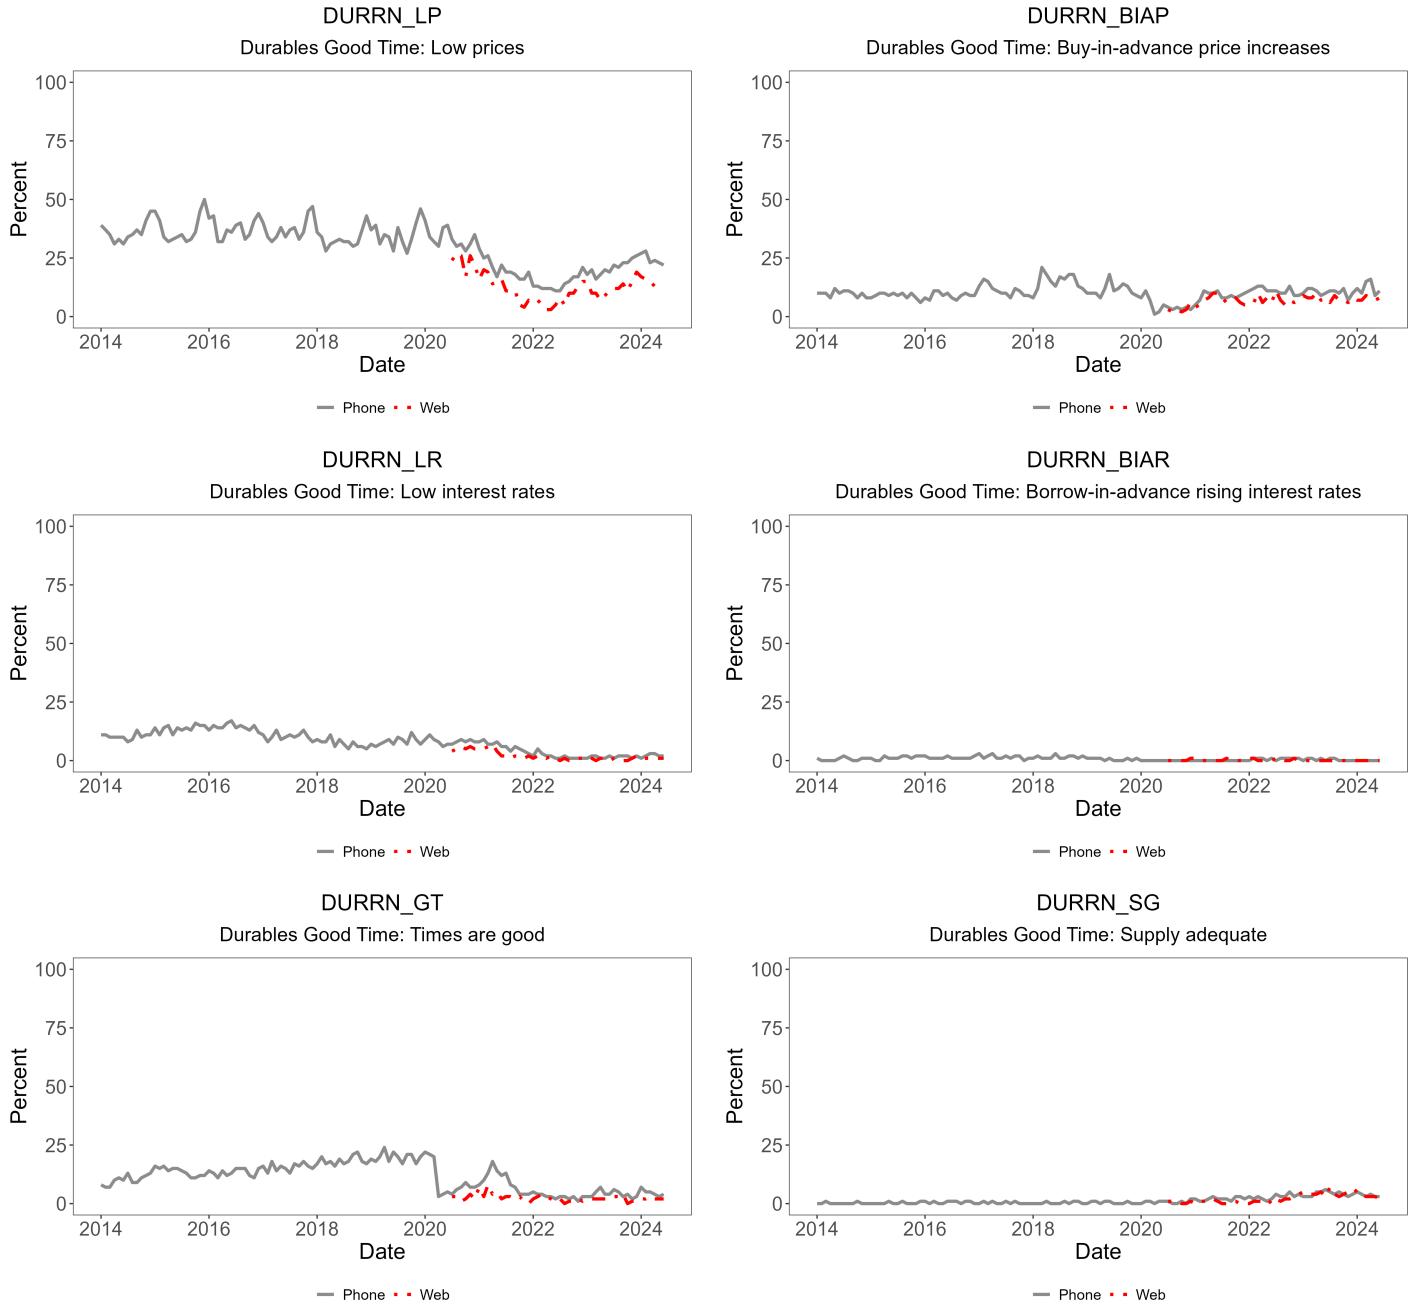 DURRN_LP
Durables Good Time: Low prices
Percent
100
75
50
25
0
2014 2016 2018 2020 2022 2024
Date
Phone Web
DURRN_BIAP
Durables Good Time: Buy-in-advance price increases
Percent
100
75
50
25
0
2014 2016 2018 2020 2022 2024
Date
Phone Web
DURRN_LR
Durables Good Time: Low interest rates
Percent
100
75
50
25
0
2014 2016 2018 2020 2022 2024
Date
Phone Web
DURRN_BIAR
Durables Good Time: Borrow-in-advance rising interest rates
Percent
100
75
50
25
0
2014 2016 2018 2020 2022 2024
Date
Phone Web
DURRN_GT
Durables Good Time: Times are good
Percent
100
75
50
25
0
2014 2016 2018 2020 2022 2024
Date
Phone Web
DURRN_SG
Durables Good Time: Supply adequate
Percent
100
75
50
25
0
2014 2016 2018 2020 2022 2024
Date
Phone Web